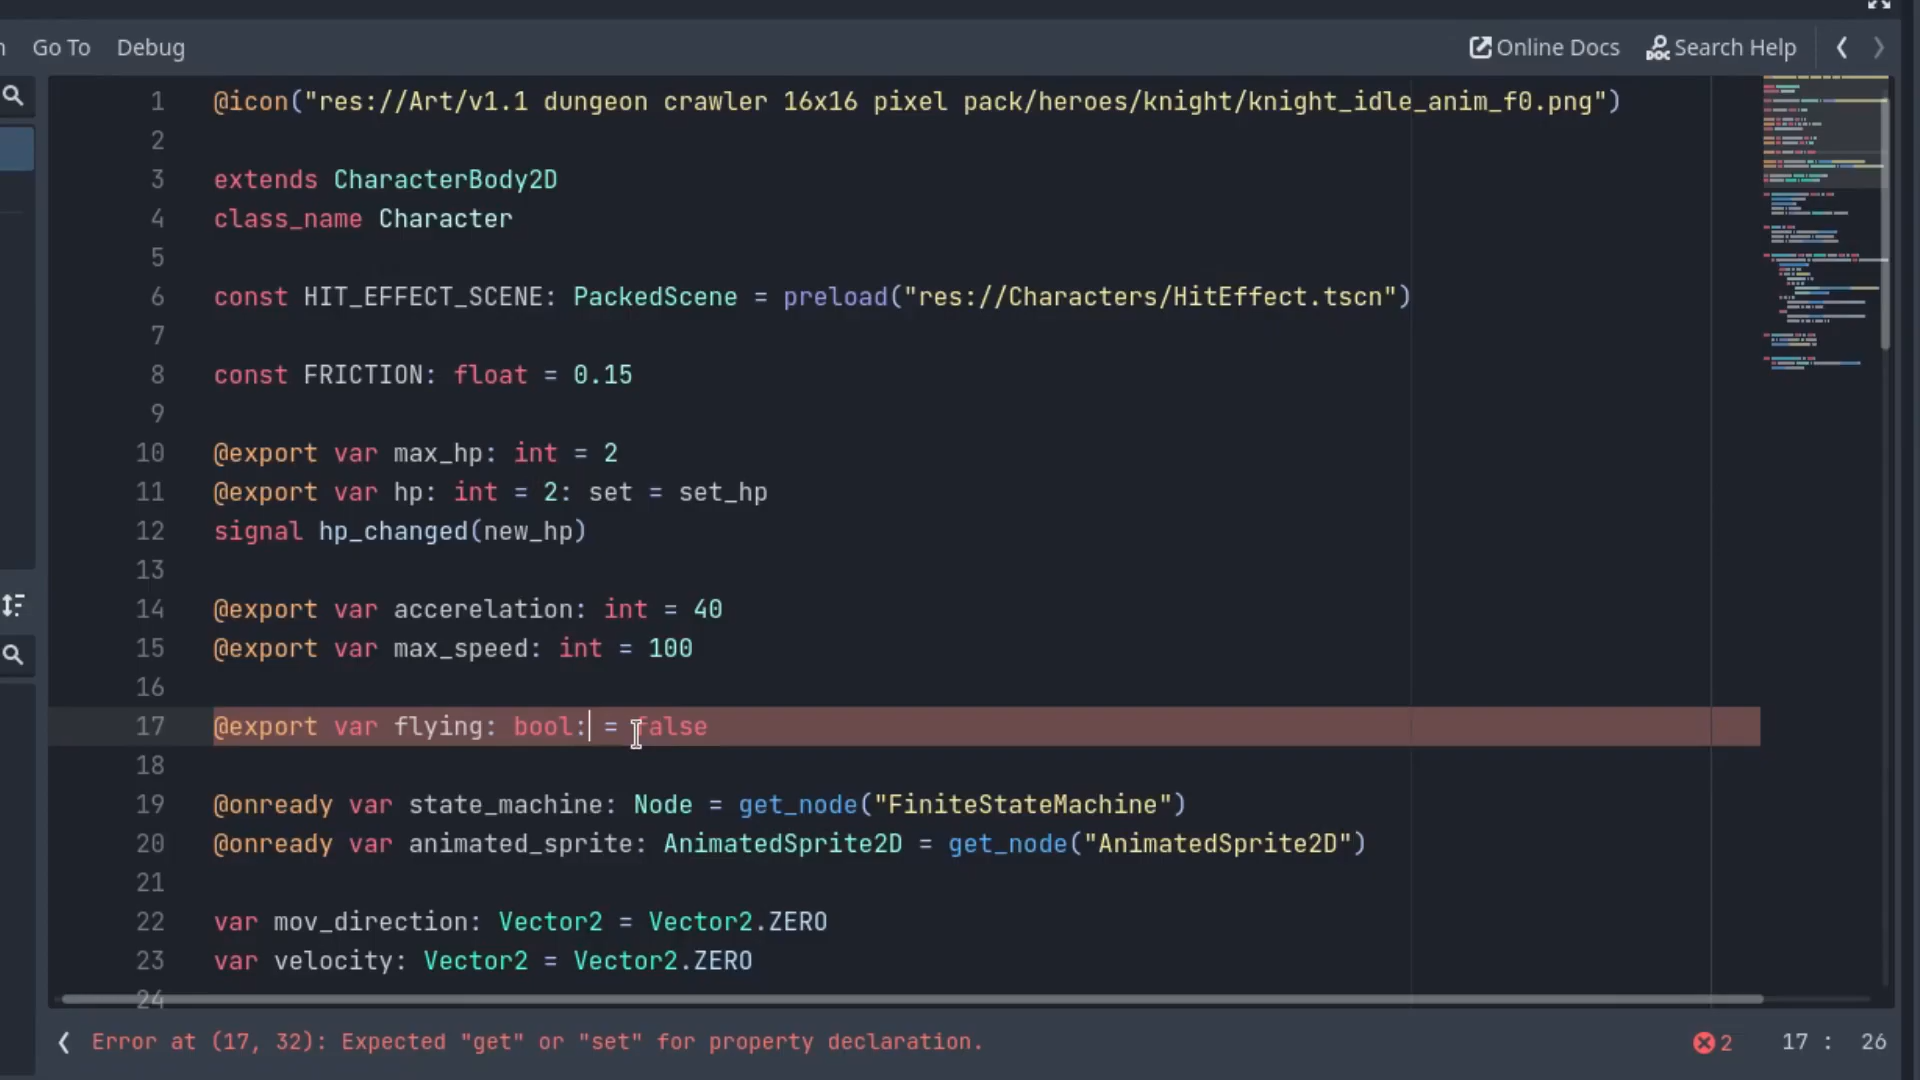 Go To Debug Online Docs DOC Search Help
1 @icon("res://Art/v1.1 dungeon crawler 16x16 pixel pack/heroes/knight/knight_idle_anim_f0.png")
2
3 extends CharacterBody2D
4 class_name Character
5
6 const HIT_EFFECT_SCENE: PackedScene = preload("res://Characters/HitEffect.tscn")
7
8 const FRICTION: float = 0.15
9
10 @export var max_hp: int = 2
11 @export var hp: int = 2: set = set_hp
12 signal hp_changed(new_hp)
13
14 @export var accerelation: int = 40
15 @export var max_speed: int = 100
16
17 @export var flying: bool: = false
18
19 @onready var state_machine: Node = get_node("FiniteStateMachine")
20 @onready var animated_sprite: AnimatedSprite2D = get_node("AnimatedSprite2D")
21
22 var mov_direction: Vector2 = Vector2.ZERO
23 var velocity: Vector2 = Vector2.ZERO
24
Error at (17, 32): Expected "get" or "set" for property declaration. 2 17 : 26